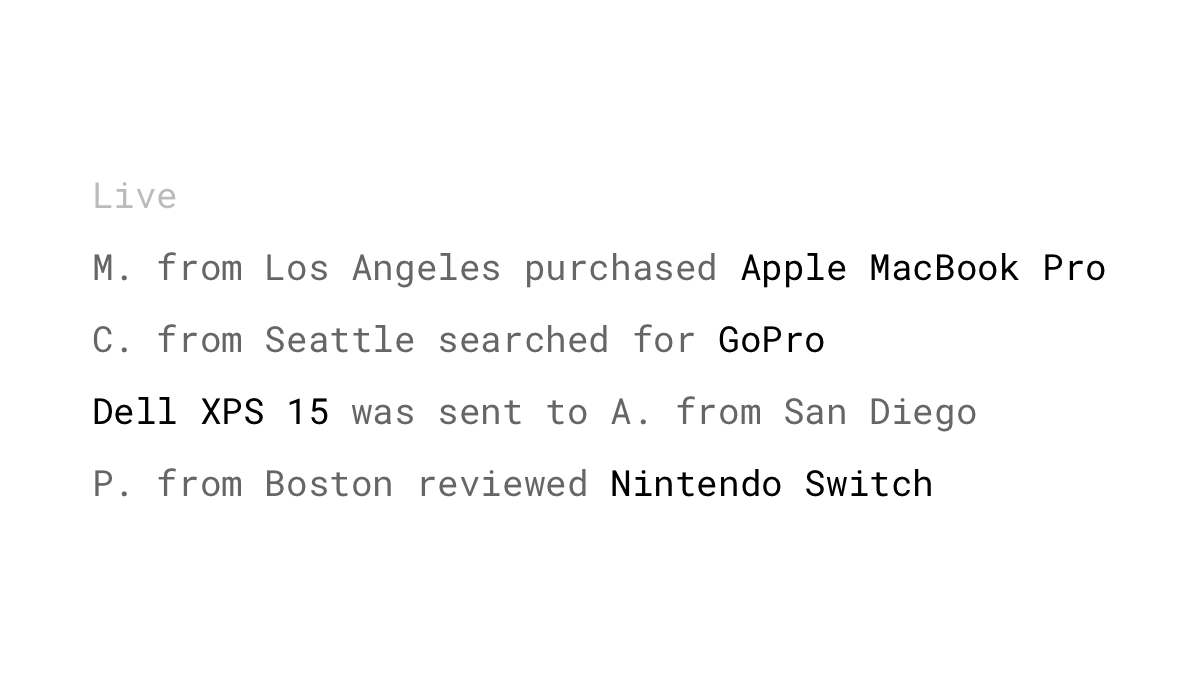 Live
M. from Los Angeles purchased Apple MacBook Pro
C. from Seattle searched for GoPro
Dell XPS 15 was sent to A. from San Diego
P. from Boston reviewed Nintendo Switch